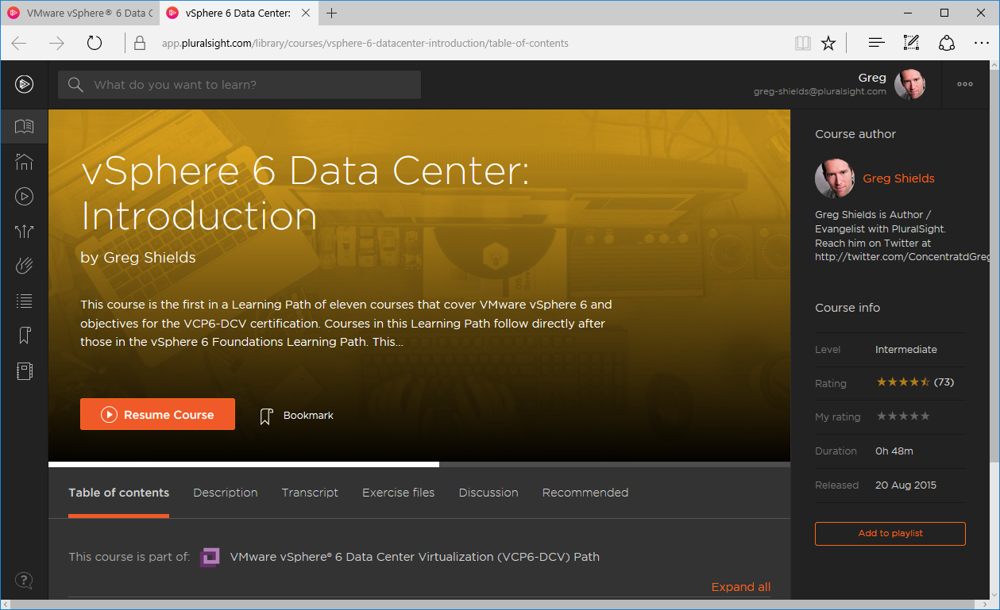 VMware vSphere® 6 Data C
vSphere 6 Data Center:
app.pluralsight.com/library/courses/vsphere-6-datacenter-introduction/table-of-contents
What do you want to learn?
Greg
greg-shields@pluralsight.com
vSphere 6 Data Center:
Introduction
by Greg Shields
This course is the first in a Learning Path of eleven courses that cover VMware vSphere 6 and
objectives for the VCP6-DCV certification. Courses in this Learning Path follow directly after
those in the vSphere 6 Foundations Learning Path. This...
Resume Course
Bookmark
Table of contents
Description
Transcript
Exercise files
Discussion
Recommended
This course is part of:
VMware vSphere® 6 Data Center Virtualization (VCP6-DCV) Path
Expand all
Course author
Greg Shields
Greg Shields is Author /
Evangelist with PluralSight.
Reach him on Twitter at
http://twitter.com/ConcentratdGreg
Course info
Level Intermediate
Rating (73)
My rating
Duration 0h 48m
Released 20 Aug 2015
Add to playlist